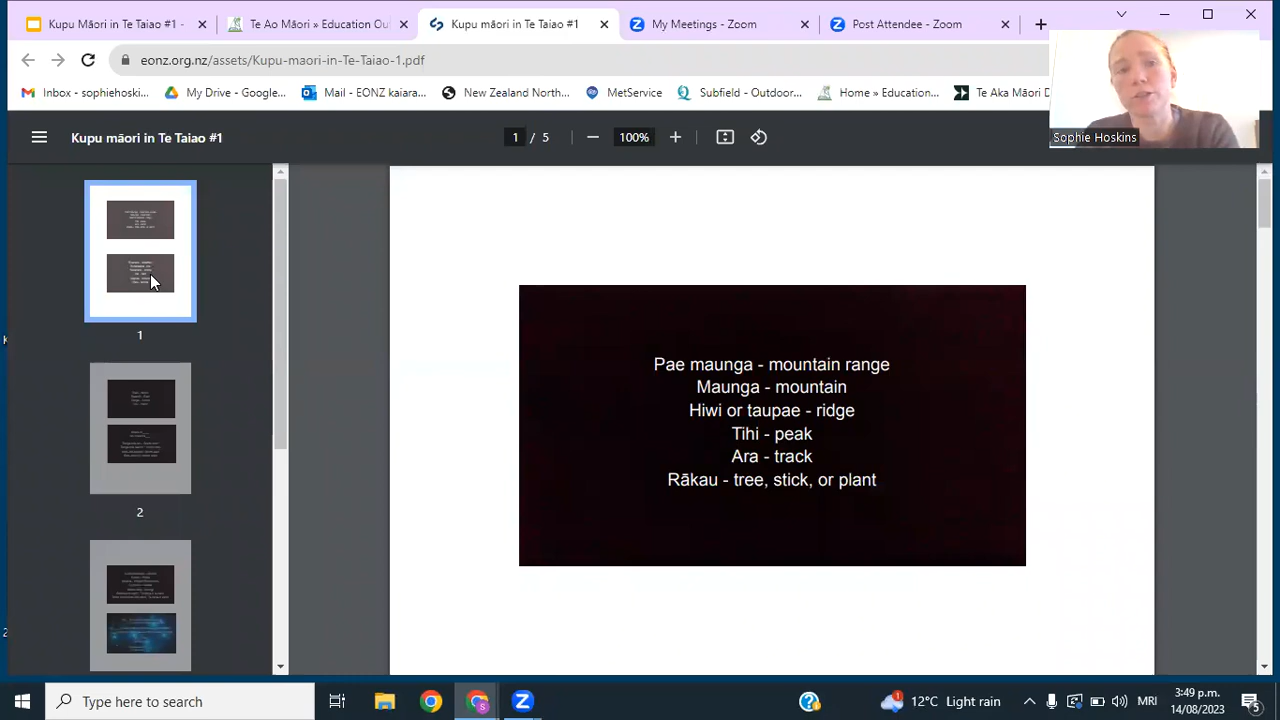 Kupu Māori in Te Taiao #1 -
Te Ao Māori » Education Ou
Kupu māori in Te Taiao #1
My Meetings - Zoom
Post Attendee - Zoom
eonz.org.nz/assets/Kupu-maori-in-Te-Taiao-1.pdf
Inbox - sophiehoski...
My Drive - Google...
Mail - EONZ kaiara...
New Zealand North...
MetService
Subfield - Outdoor...
Home » Education...
Te Aka Māori D
Sophie Hoskins
Kupu māori in Te Taiao #1
1 / 5
100%
Pae maunga - mountain range
Maunga - mountain
Hiwi or taupae - ridge
Tihi - peak
Ara - track
Rākau - tree, stick, or plant
1
2
Type here to search
1
12°C Light rain
MRI
3:49 p.m.
14/08/2023
5